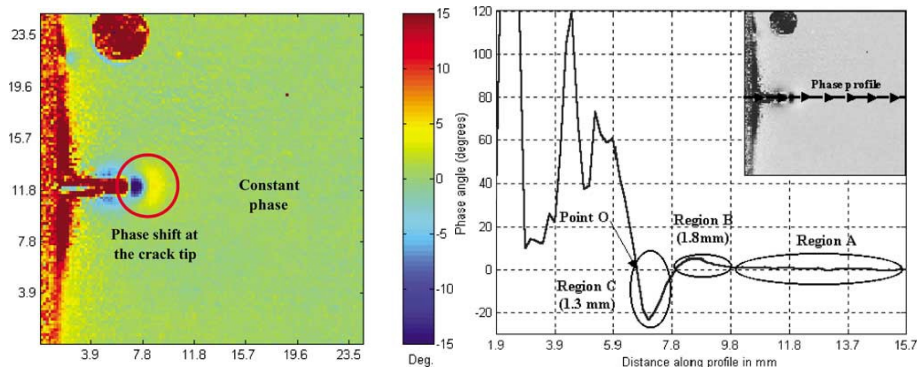 23.5
19.6
15.7
11.8
7.8
3.9
3.9 7.8 11.8 15.7 19.6 23.5
Phase shift at
the crack tip
Constant
phase
15
10
5
0
-5
-10
-15
Deg.
Phase angle (degrees)
120
100
80
60
40
20
0
-20
1.9 3.9 5.9 7.8 9.8 11.8 13.7 15.7
Distance along profile in mm
Phase profile
Point O
Region B
(1.8mm)
Region A
Region C
(1.3 mm)